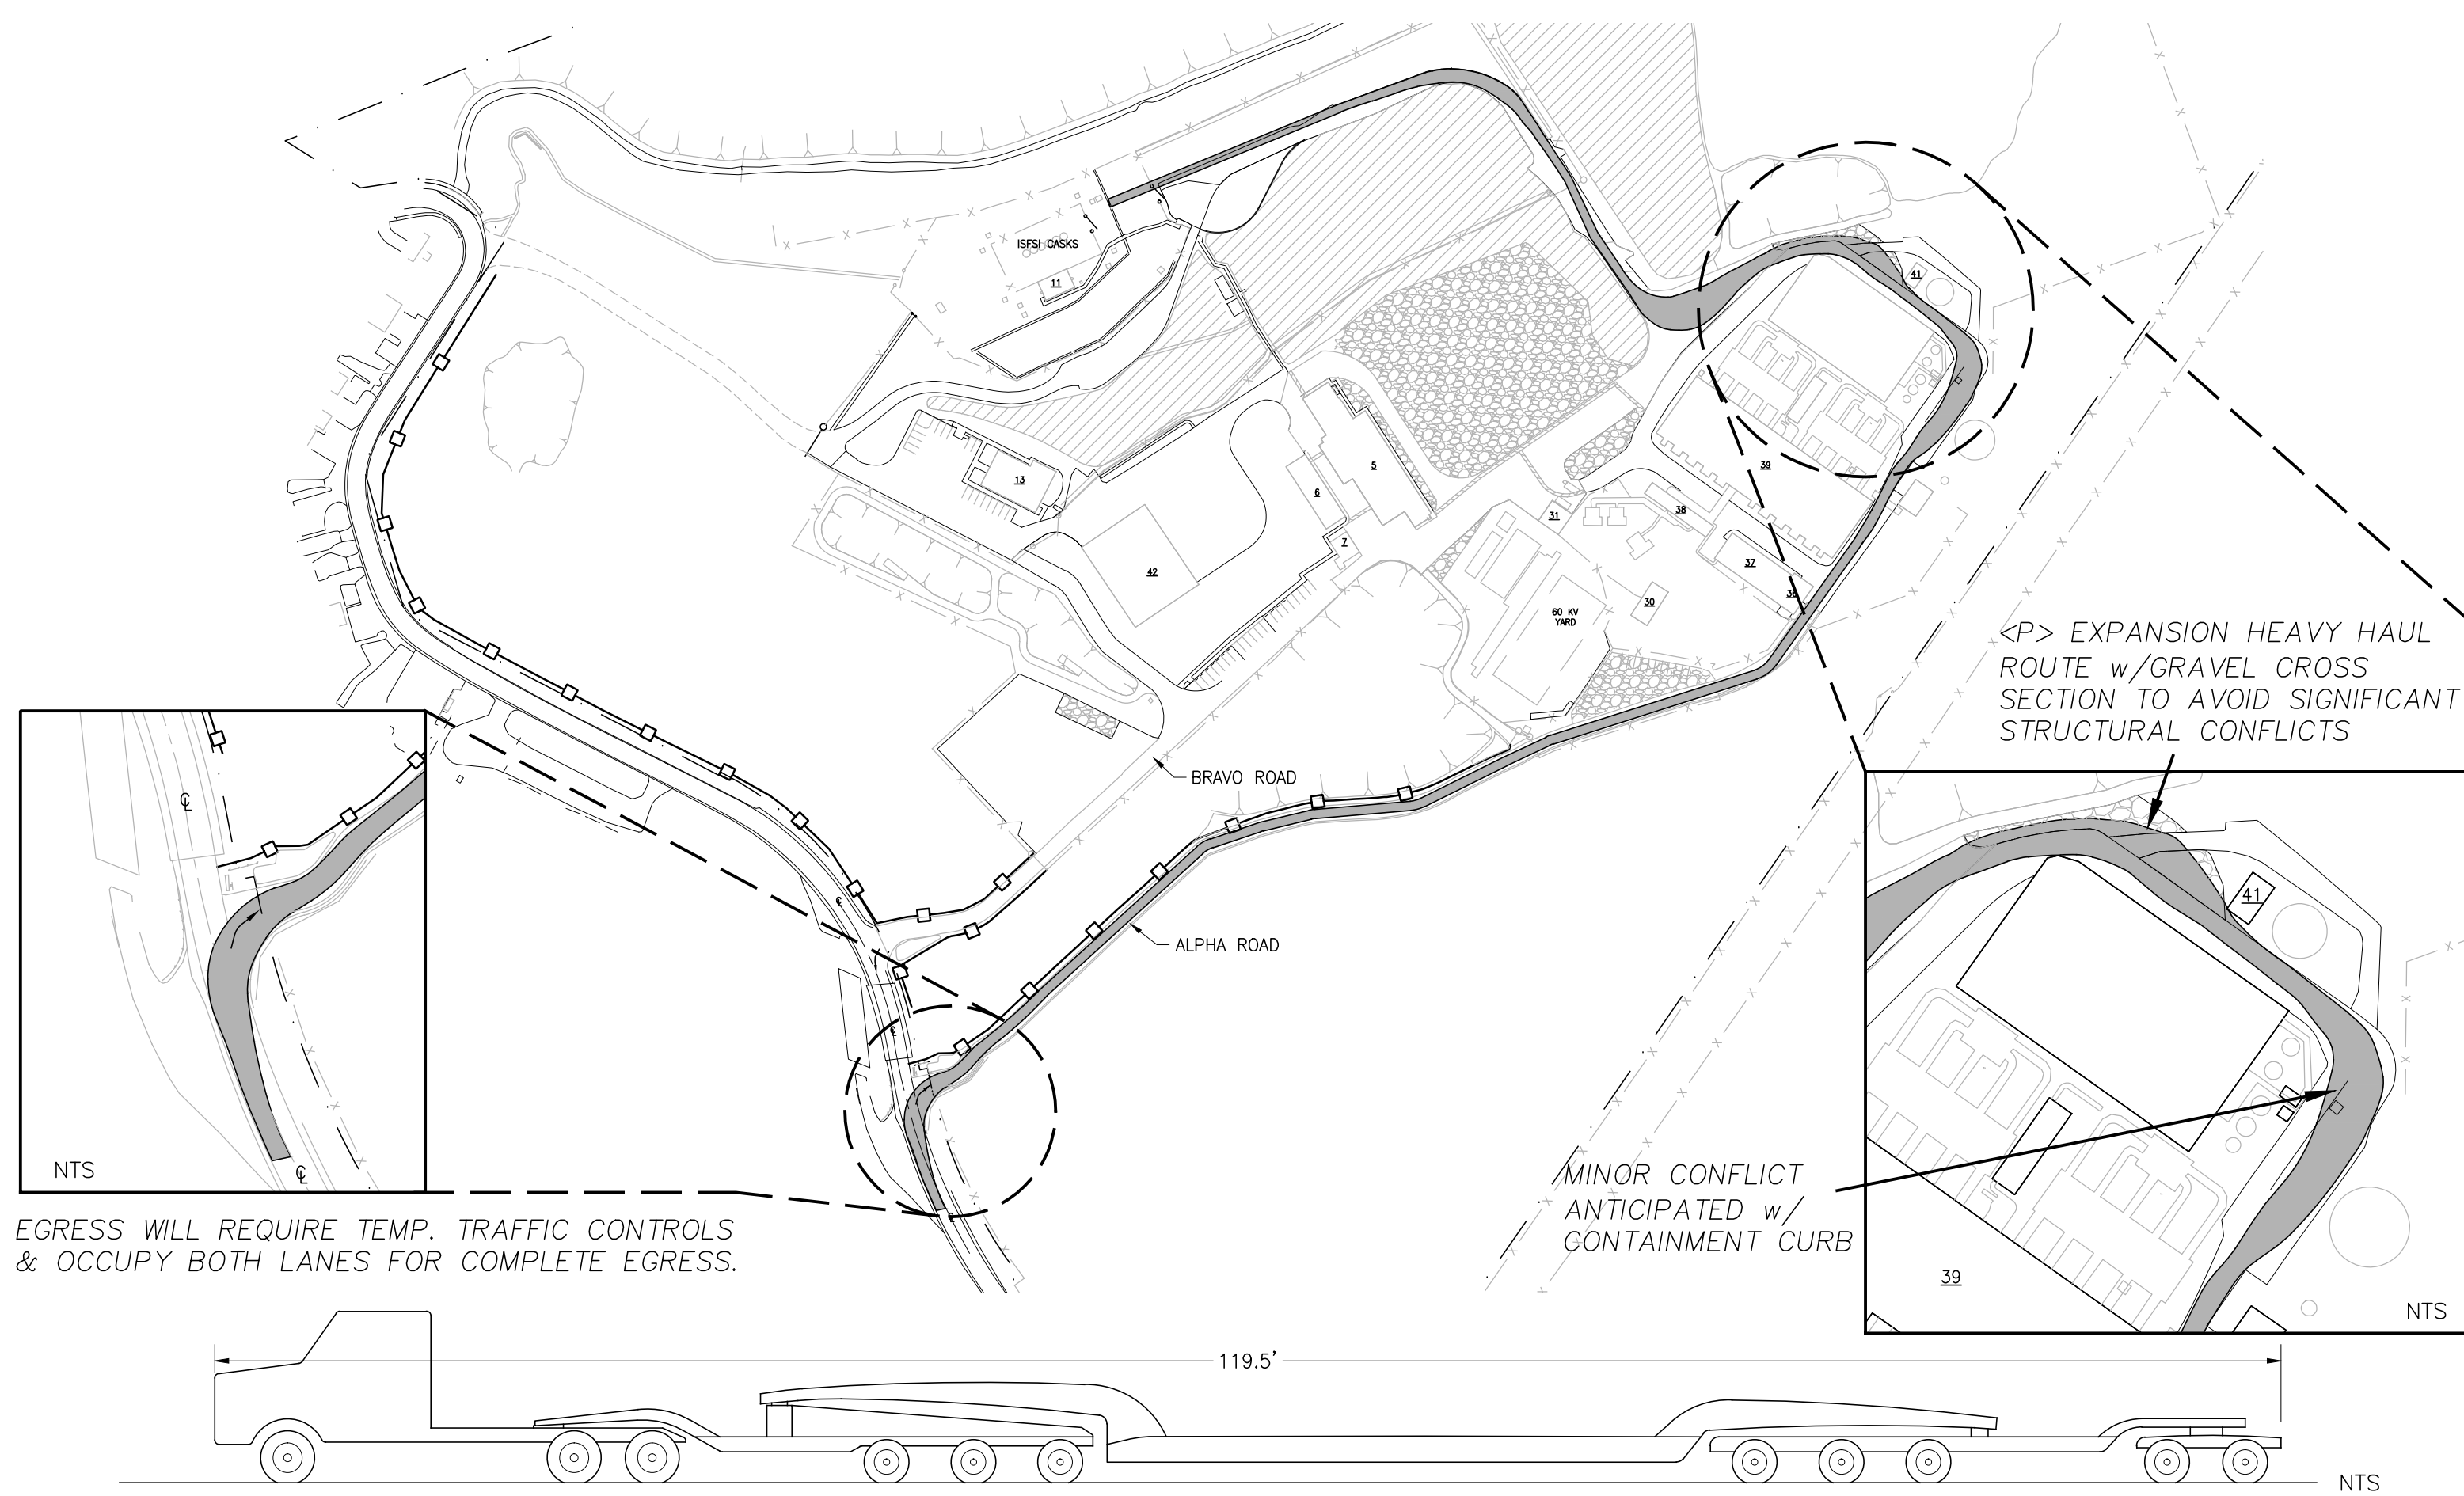 ISFSI CASKS
11
41
39
13
5
6
7
31
38
42
37
30
36
60 KV
YARD
<P> EXPANSION HEAVY HAUL
ROUTE w/GRAVEL CROSS
SECTION TO AVOID SIGNIFICANT
STRUCTURAL CONFLICTS
BRAVO ROAD
ALPHA ROAD
℄
℄
℄
℄
℄
NTS
EGRESS WILL REQUIRE TEMP. TRAFFIC CONTROLS
& OCCUPY BOTH LANES FOR COMPLETE EGRESS.
41
MINOR CONFLICT
ANTICIPATED w/
CONTAINMENT CURB
39
NTS
119.5'
NTS